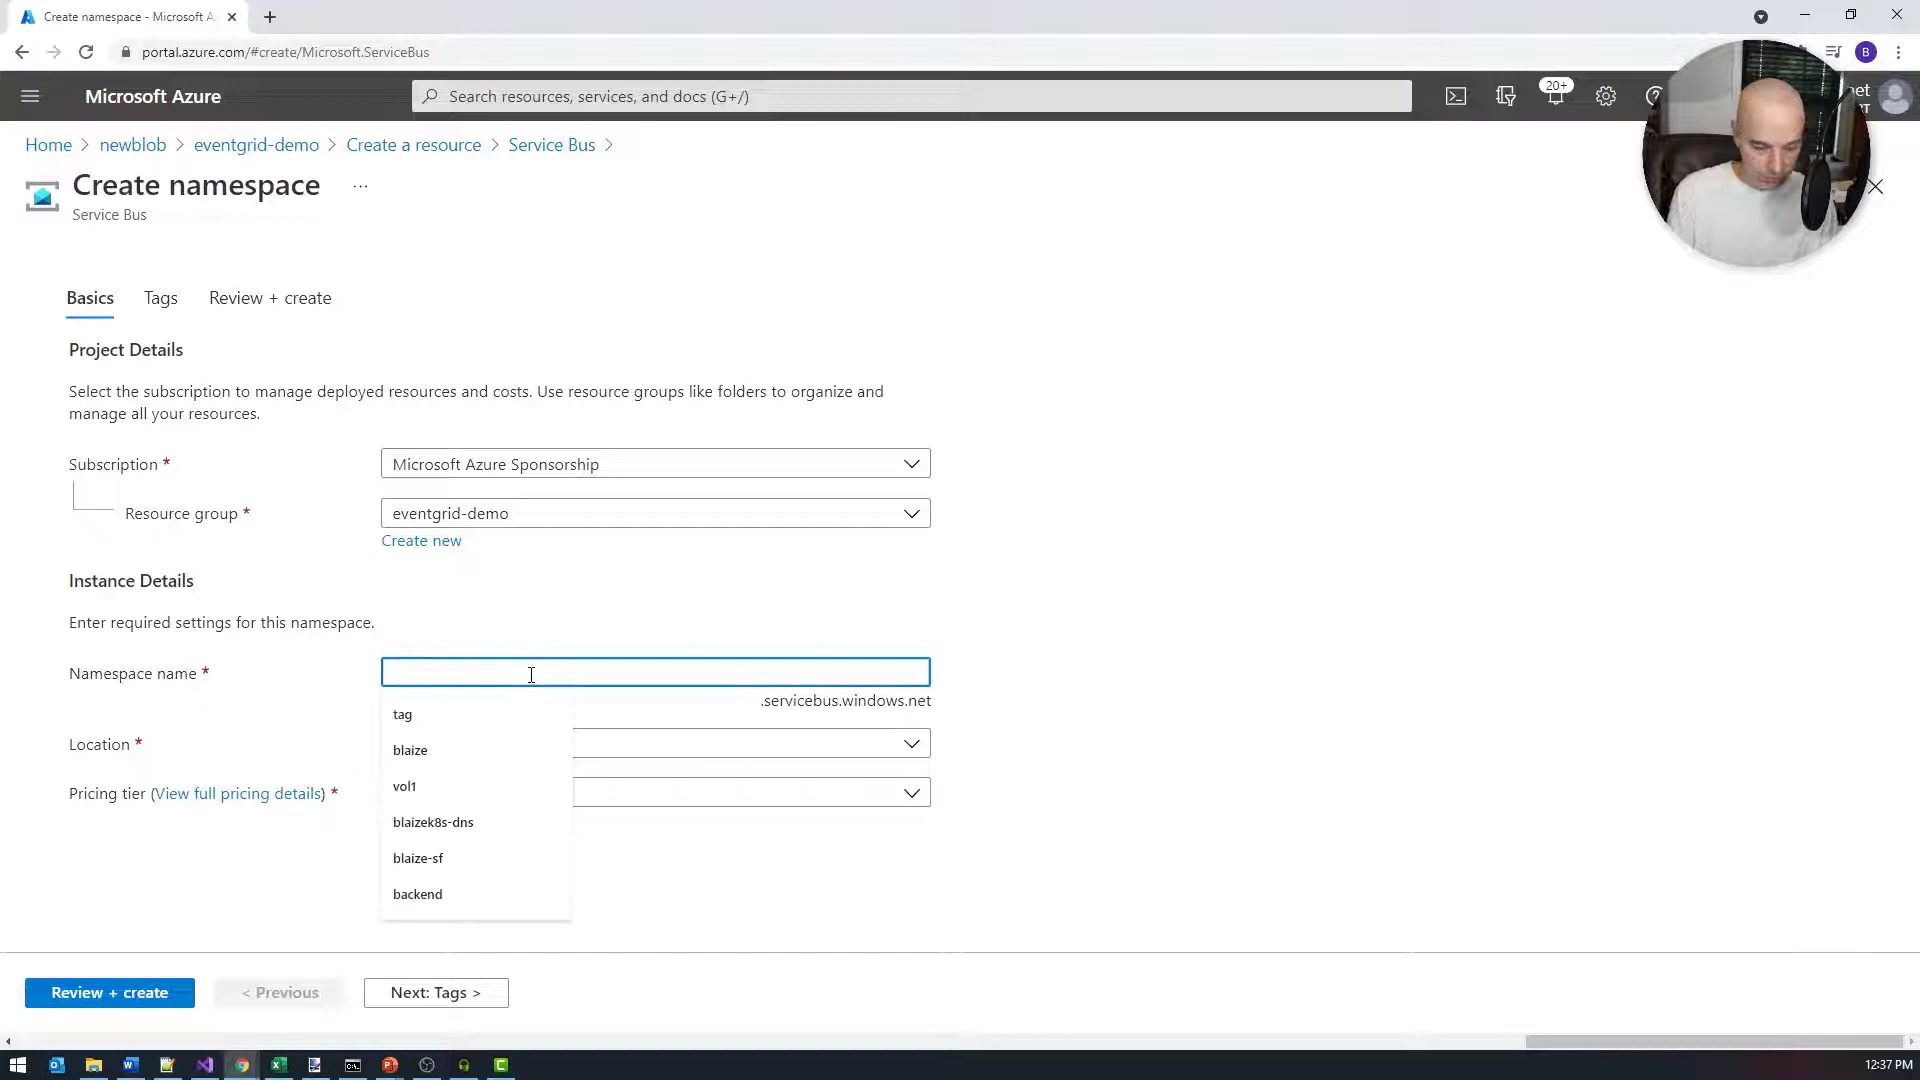 Create namespace - Microsoft A
portal.azure.com/#create/Microsoft.ServiceBus
B
Microsoft Azure
Search resources, services, and docs (G+/)
20+
Home > newblob > eventgrid-demo > Create a resource > Service Bus >
Create namespace ...
Service Bus
Basics
Tags
Review + create
Project Details
Select the subscription to manage deployed resources and costs. Use resource groups like folders to organize and
manage all your resources.
Subscription *
Microsoft Azure Sponsorship
Resource group *
eventgrid-demo
Create new
Instance Details
Enter required settings for this namespace.
Namespace name *
.servicebus.windows.net
tag
blaize
vol1
blaizek8s-dns
blaize-sf
backend
Location *
Pricing tier (View full pricing details) *
Review + create
< Previous
Next: Tags >
12:37 PM